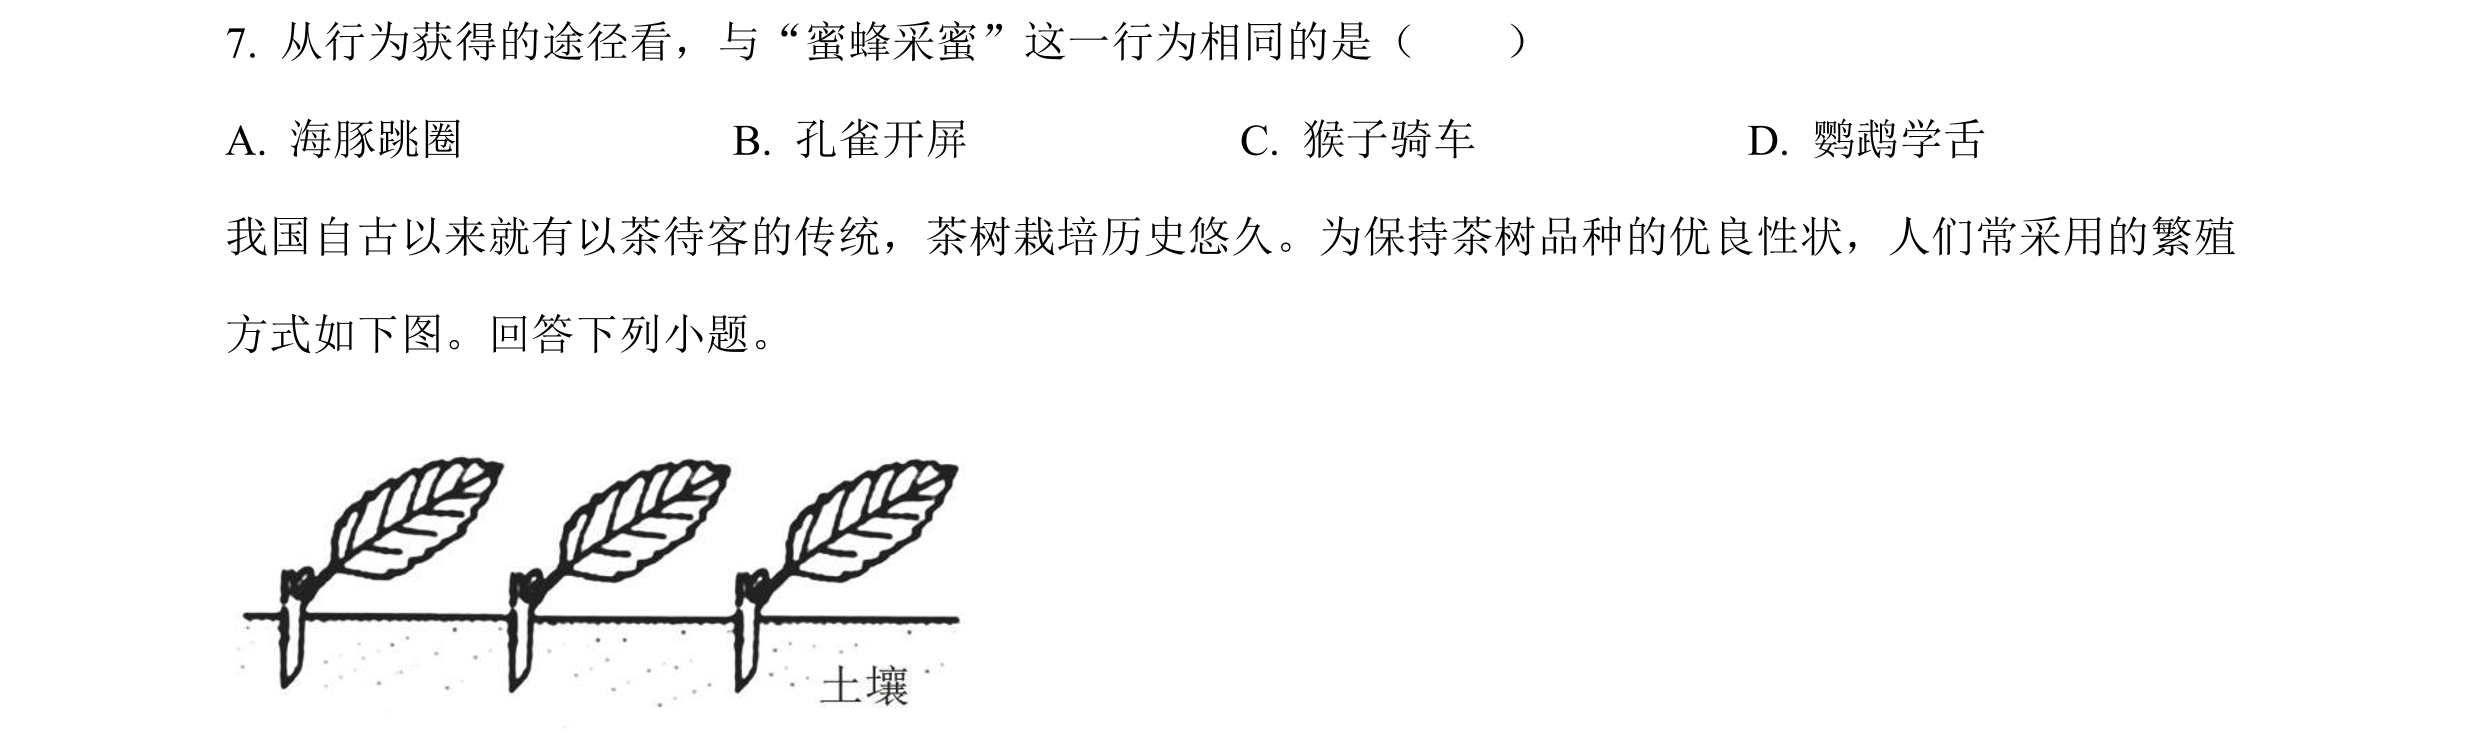 7. 从行为获得的途径看，与“蜜蜂采蜜”这一行为相同的是（　　）
A. 海豚跳圈　　B. 孔雀开屏　　C. 猴子骑车　　D. 鹦鹉学舌
我国自古以来就有以茶待客的传统，茶树栽培历史悠久。为保持茶树品种的优良性状，人们常采用的繁殖
方式如下图。回答下列小题。
土壤